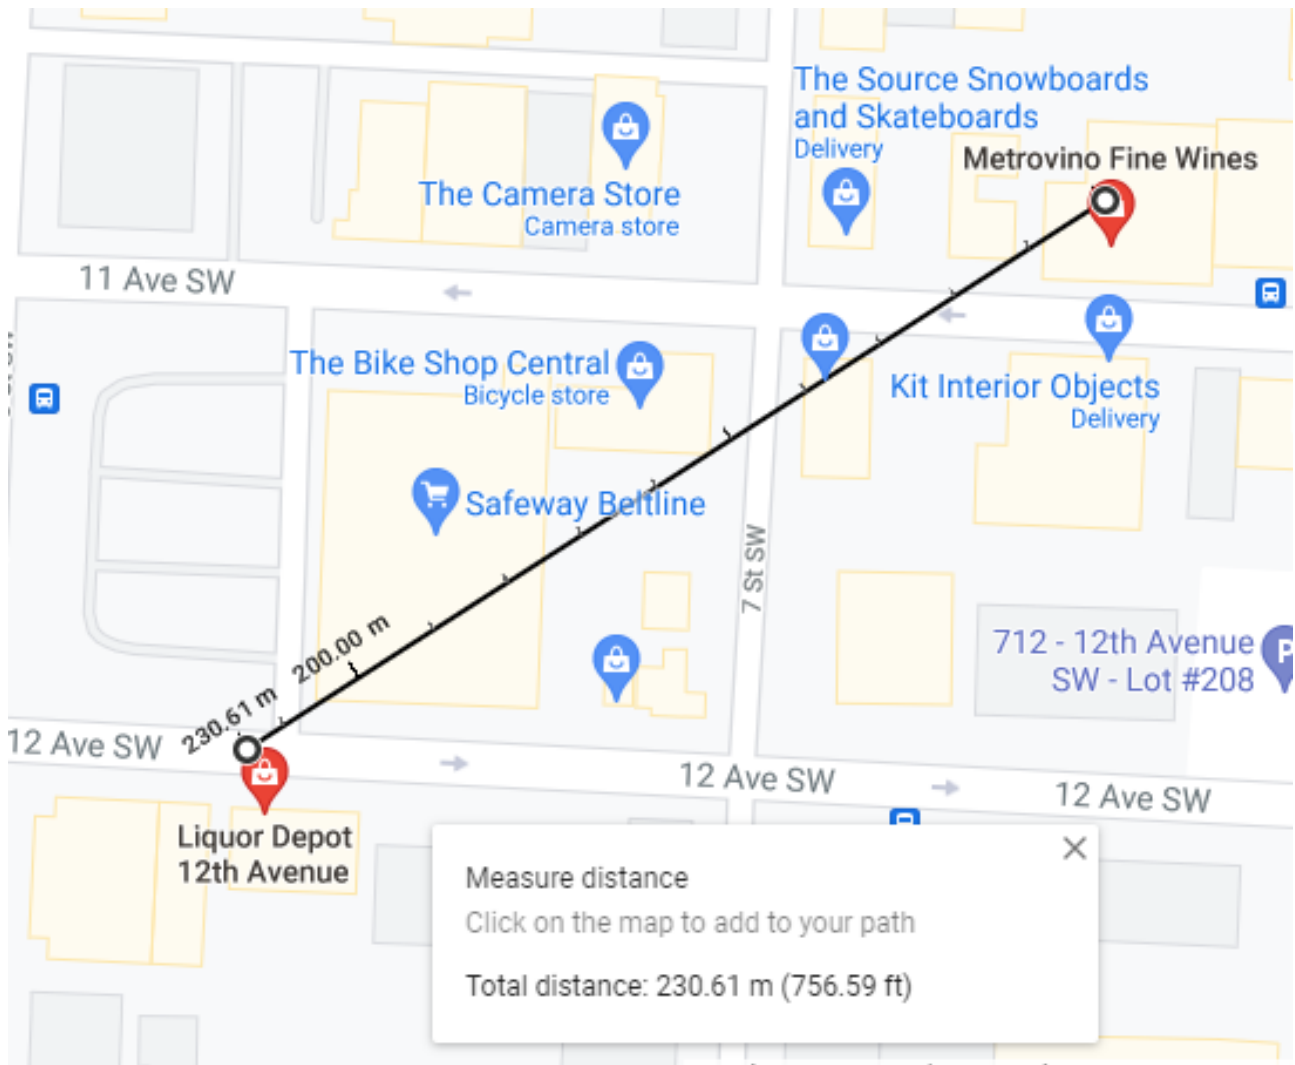 The Source Snowboards
and Skateboards
Delivery
Metrovino Fine Wines
The Camera Store
Camera store
11 Ave SW
The Bike Shop Central
Bicycle store
Kit Interior Objects
Delivery
Safeway Beltline
7 St SW
200.00 m
230.61 m
712 - 12th Avenue
SW - Lot #208
P
12 Ave SW
12 Ave SW
12 Ave SW
Liquor Depot
12th Avenue
Measure distance
Click on the map to add to your path
Total distance: 230.61 m (756.59 ft)